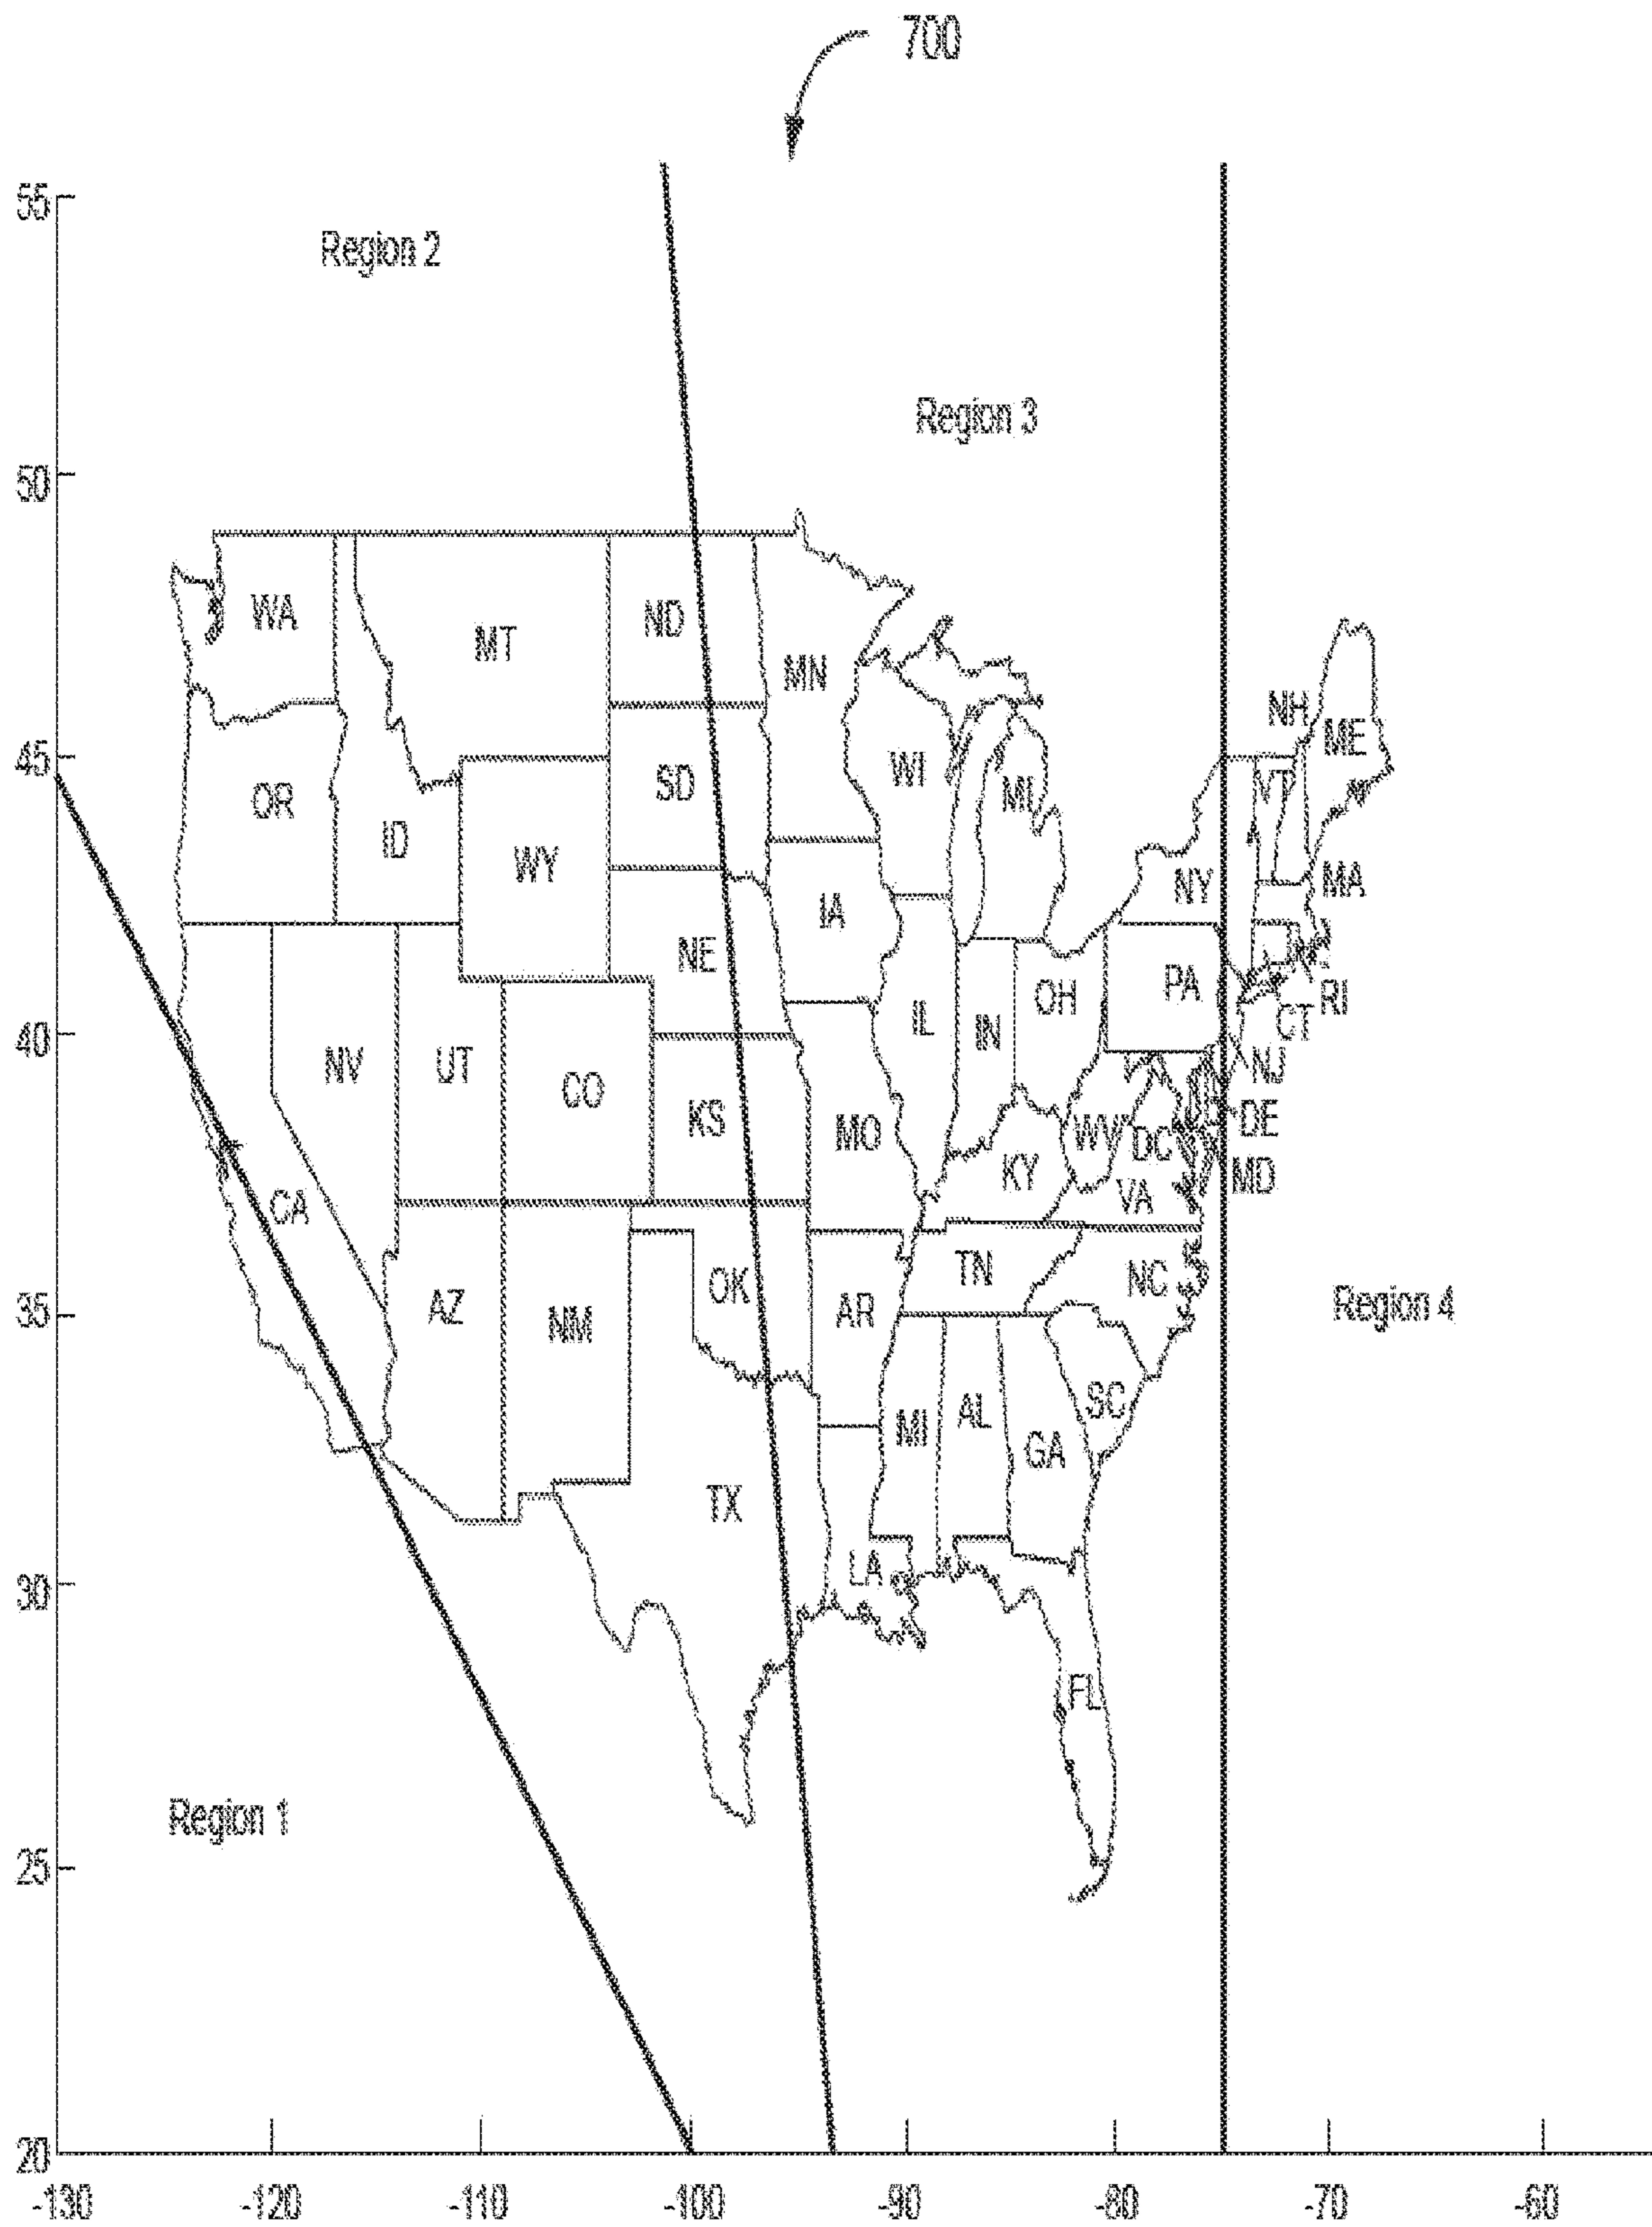 700
55
Region 2
Region 3
50
WA
MT
ND
MN
NH
ME
45
OR
ID
WY
SD
WI
MI
VT
NY
MA
IA
NE
PA
OH
IL
IN
RI
CT
40
NV
UT
CO
KS
MO
KY
WV
DC
VA
NJ
DE
MD
CA
TN
NC
OK
AZ
NM
AR
35
Region 4
SC
MI
AL
GA
TX
LA
30
FL
Region 1
25
20
-130
-120
-110
-100
-90
-80
-70
-60